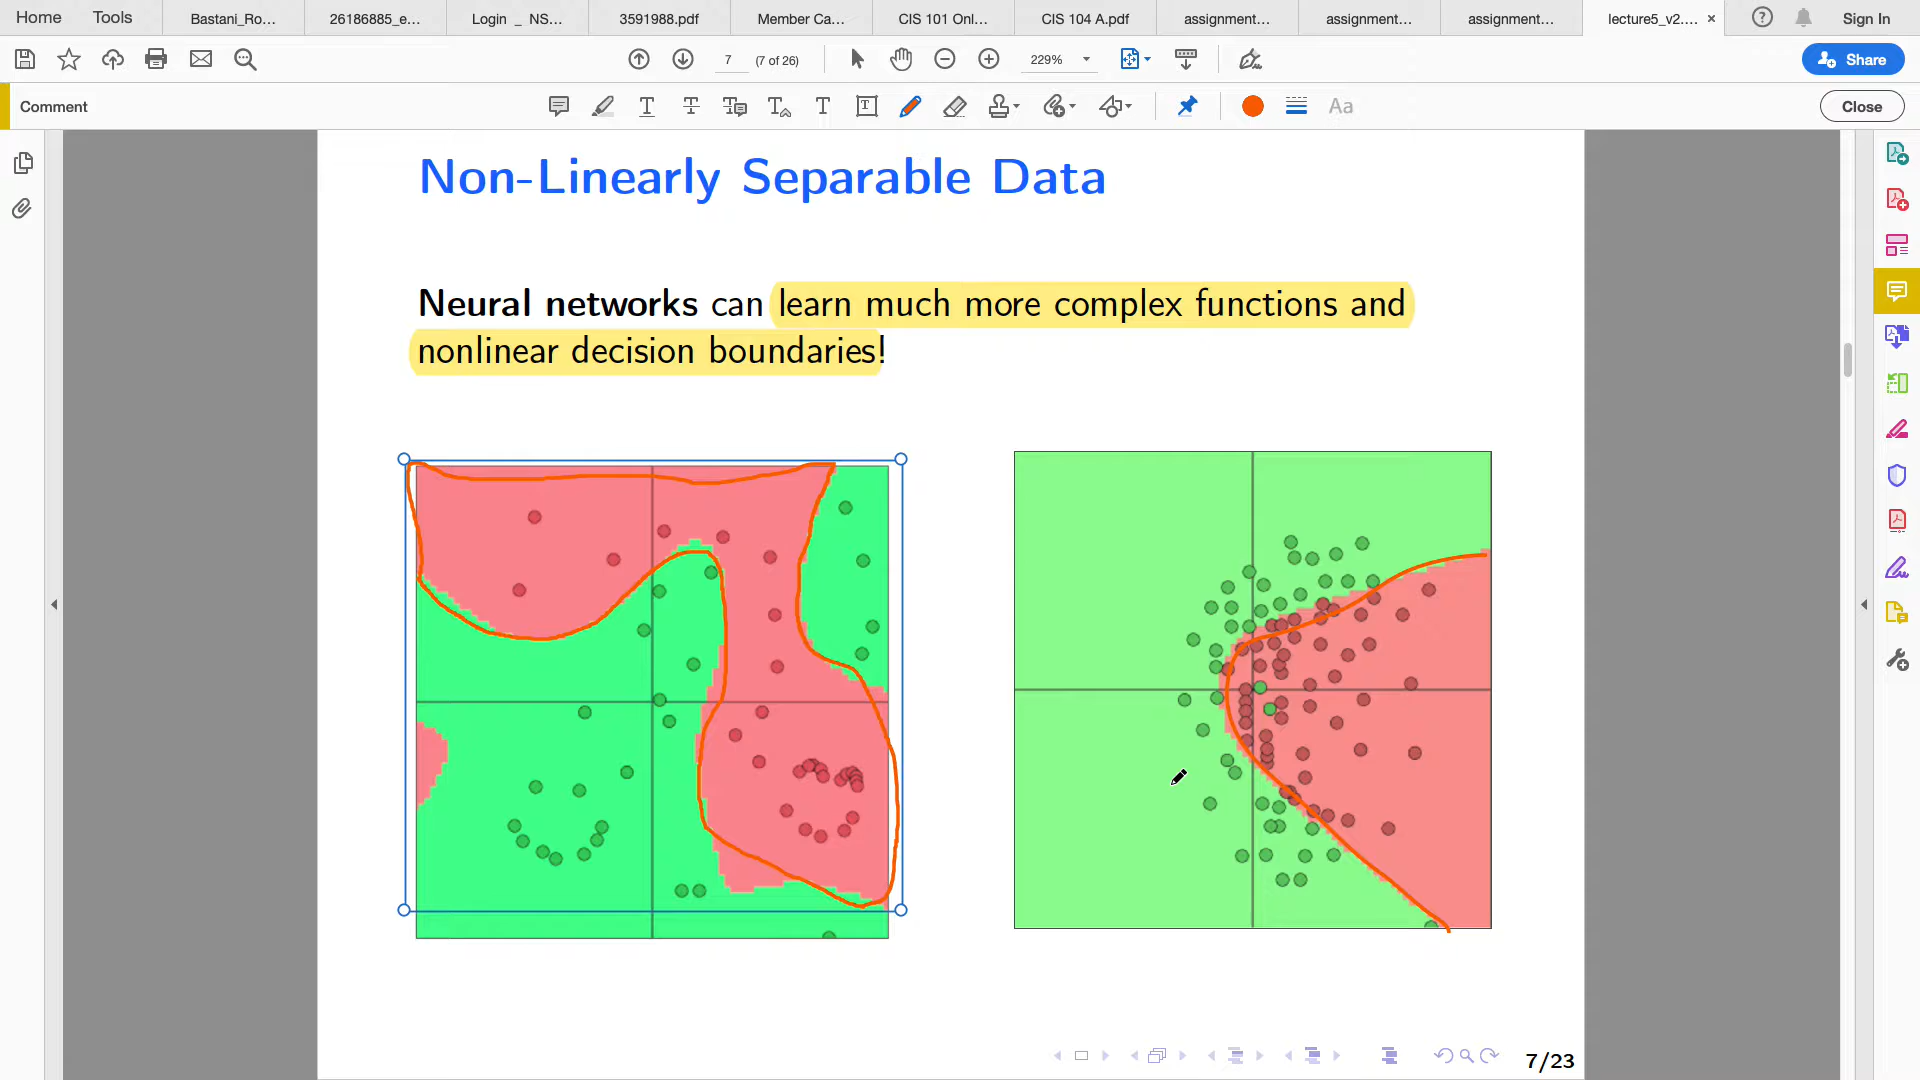 Home Tools Bastani_Ro... 26186885_e... Login _ NS... 3591988.pdf Member Ca... CIS 101 Onl... CIS 104 A.pdf assignment... assignment... assignment... lecture5_v2.... × Sign In
7 (7 of 26) 229% Share
Comment Aa Close
Non-Linearly Separable Data
Neural networks can learn much more complex functions and
nonlinear decision boundaries!
7/23